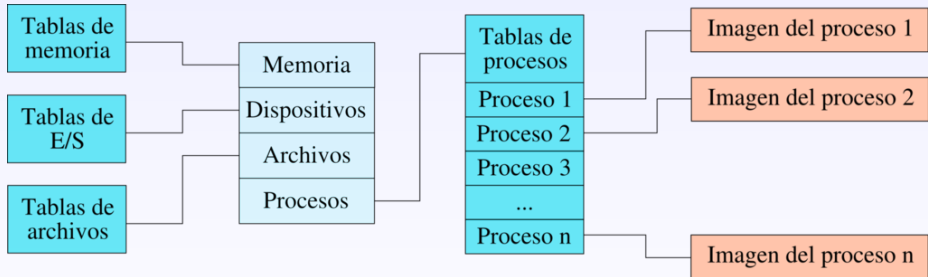 Tablas de
memoria
Tablas de
E/S
Tablas de
archivos
Memoria
Dispositivos
Archivos
Procesos
Tablas de
procesos
Proceso 1
Proceso 2
Proceso 3
...
Proceso n
Imagen del proceso 1
Imagen del proceso 2
Imagen del proceso n